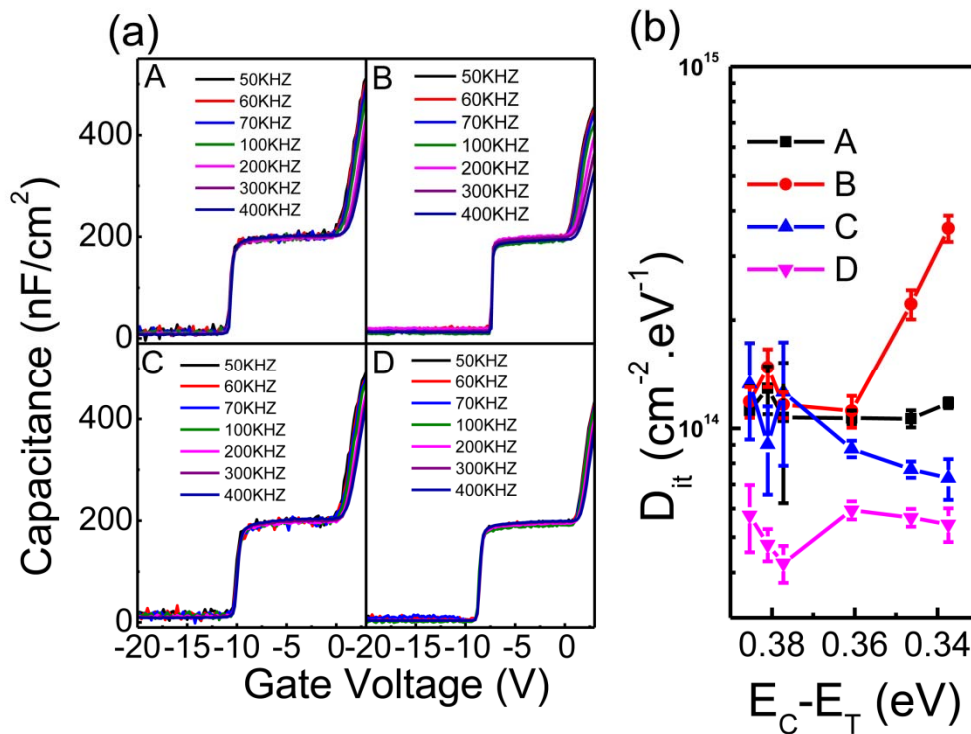 (a)
A
50KHZ
60KHZ
70KHZ
100KHZ
200KHZ
300KHZ
400KHZ
B
50KHZ
60KHZ
70KHZ
100KHZ
200KHZ
300KHZ
400KHZ
C
50KHZ
60KHZ
70KHZ
100KHZ
200KHZ
300KHZ
400KHZ
D
50KHZ
60KHZ
70KHZ
100KHZ
200KHZ
300KHZ
400KHZ
400
200
0
400
200
0
Capacitance (nF/cm²)
-20 -15 -10 -5 0 -20 -15 -10 -5 0
Gate Voltage (V)
(b)
10¹⁵
10¹⁴
A
B
C
D
D_it (cm⁻².eV⁻¹)
0.38 0.36 0.34
E_C-E_T (eV)